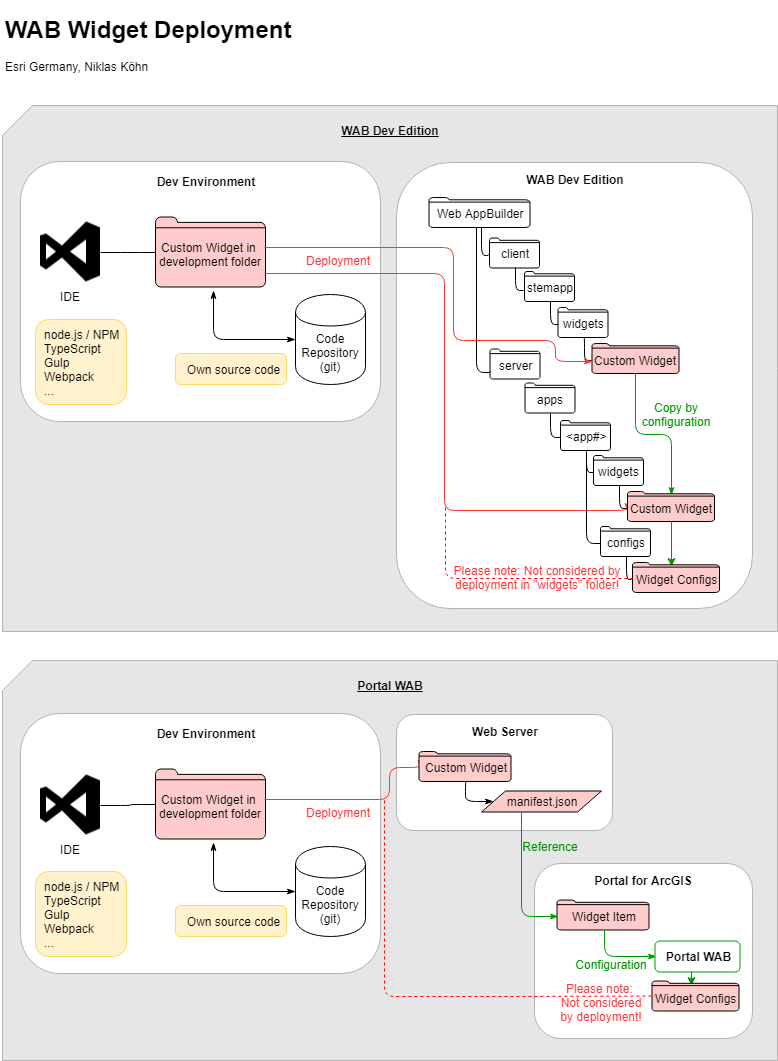 WAB Widget Deployment
Esri Germany, Niklas Köhn
WAB Dev Edition
Dev Environment
IDE
node.js / NPM
TypeScript
Gulp
Webpack
...
Custom Widget in
development folder
Own source code
Code
Repository
(git)
Deployment
WAB Dev Edition
Web AppBuilder
client
stemapp
widgets
Custom Widget
server
apps
<app#>
widgets
Custom Widget
configs
Widget Configs
Copy by
configuration
Please note: Not considered by
deployment in "widgets" folder!
Portal WAB
Dev Environment
IDE
node.js / NPM
TypeScript
Gulp
Webpack
...
Custom Widget in
development folder
Own source code
Code
Repository
(git)
Deployment
Web Server
Custom Widget
manifest.json
Reference
Portal for ArcGIS
Widget Item
Configuration
Portal WAB
Widget Configs
Please note:
Not considered
by deployment!